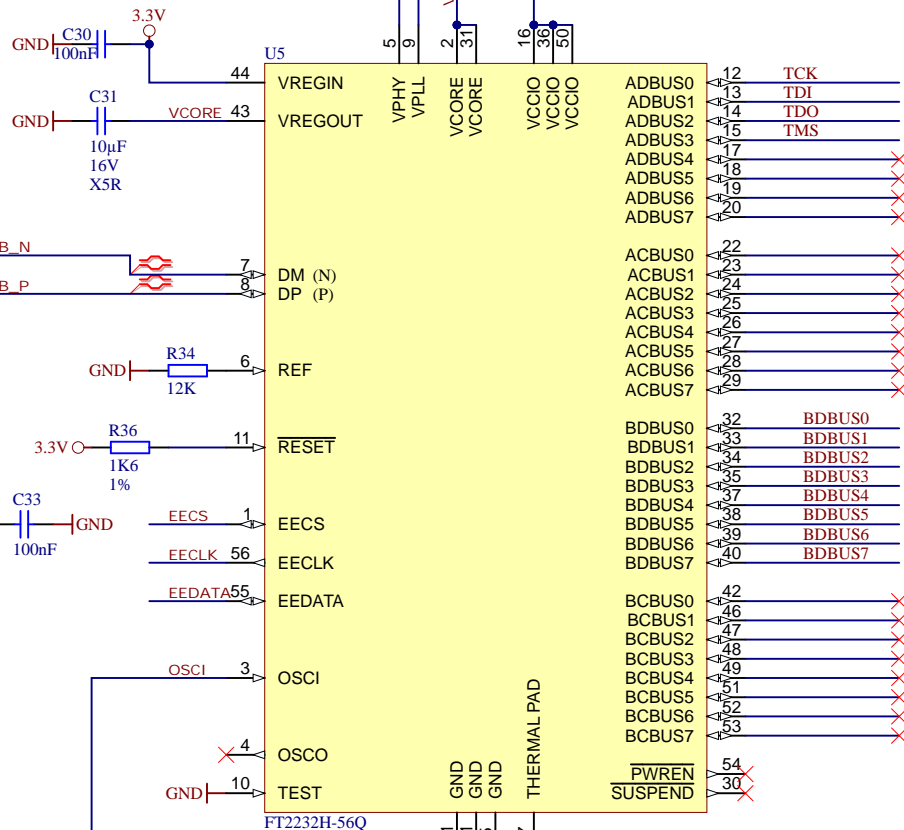 3.3V
GND
C30
100nF
5
9
2
31
16
36
50
U5
44
VREGIN
VPHY
VPLL
VCORE
VCORE
VCCIO
VCCIO
VCCIO
GND
C31
10µF
16V
X5R
VCORE
43
VREGOUT
B_N
7
DM (N)
B_P
8
DP (P)
GND
R34
12K
6
REF
3.3V
R36
1K6
1%
11
RESET
C33
100nF
GND
EECS
1
EECS
EECLK
56
EECLK
EEDATA
55
EEDATA
OSCI
3
OSCI
4
OSCO
GND
10
TEST
GND
GND
GND
THERMAL PAD
FT2232H-56Q
ADBUS0 12 TCK
ADBUS1 13 TDI
ADBUS2 14 TDO
ADBUS3 15 TMS
ADBUS4 17
ADBUS5 18
ADBUS6 19
ADBUS7 20
ACBUS0 22
ACBUS1 23
ACBUS2 24
ACBUS3 25
ACBUS4 26
ACBUS5 27
ACBUS6 28
ACBUS7 29
BDBUS0 32 BDBUS0
BDBUS1 33 BDBUS1
BDBUS2 34 BDBUS2
BDBUS3 35 BDBUS3
BDBUS4 37 BDBUS4
BDBUS5 38 BDBUS5
BDBUS6 39 BDBUS6
BDBUS7 40 BDBUS7
BCBUS0 42
BCBUS1 46
BCBUS2 47
BCBUS3 48
BCBUS4 49
BCBUS5 51
BCBUS6 52
BCBUS7 53
PWREN 54
SUSPEND 30